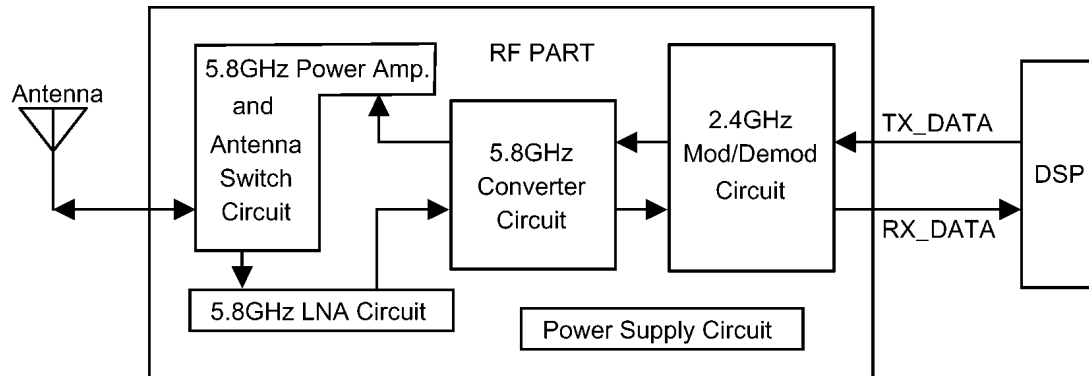 RF PART
Antenna
5.8GHz Power Amp.
and
Antenna
Switch
Circuit
5.8GHz
Converter
Circuit
2.4GHz
Mod/Demod
Circuit
TX_DATA
RX_DATA
DSP
5.8GHz LNA Circuit
Power Supply Circuit